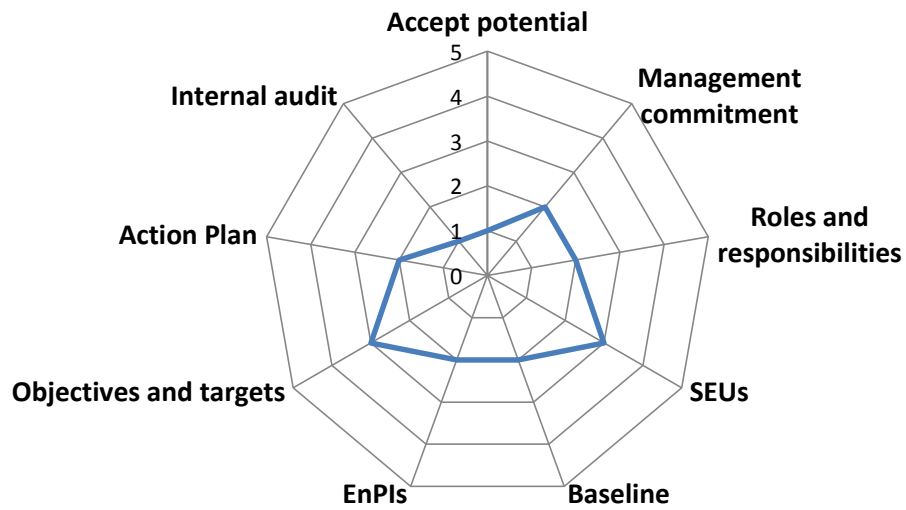 Accept potential
5
Management
commitment
Internal audit
4
3
2
Roles and
responsibilities
Action Plan
1
0
Objectives and targets
SEUs
EnPIs
Baseline